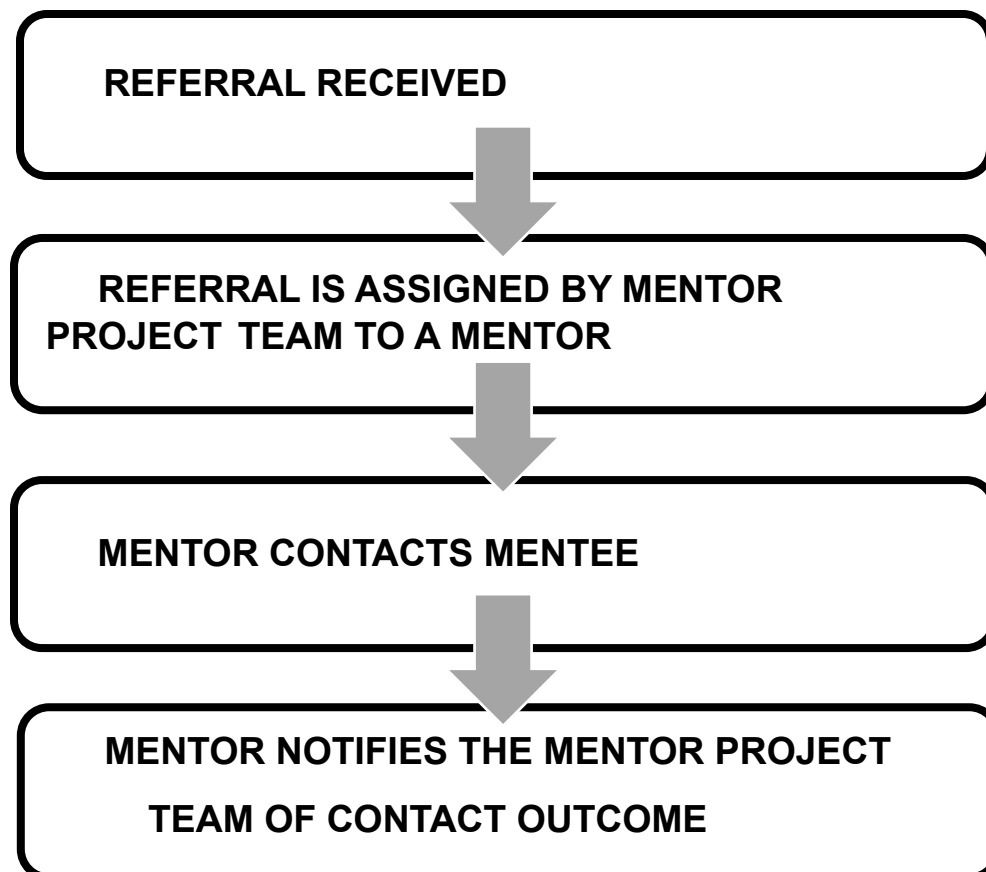 REFERRAL RECEIVED
REFERRAL IS ASSIGNED BY MENTOR
PROJECT TEAM TO A MENTOR
MENTOR CONTACTS MENTEE
MENTOR NOTIFIES THE MENTOR PROJECT
TEAM OF CONTACT OUTCOME